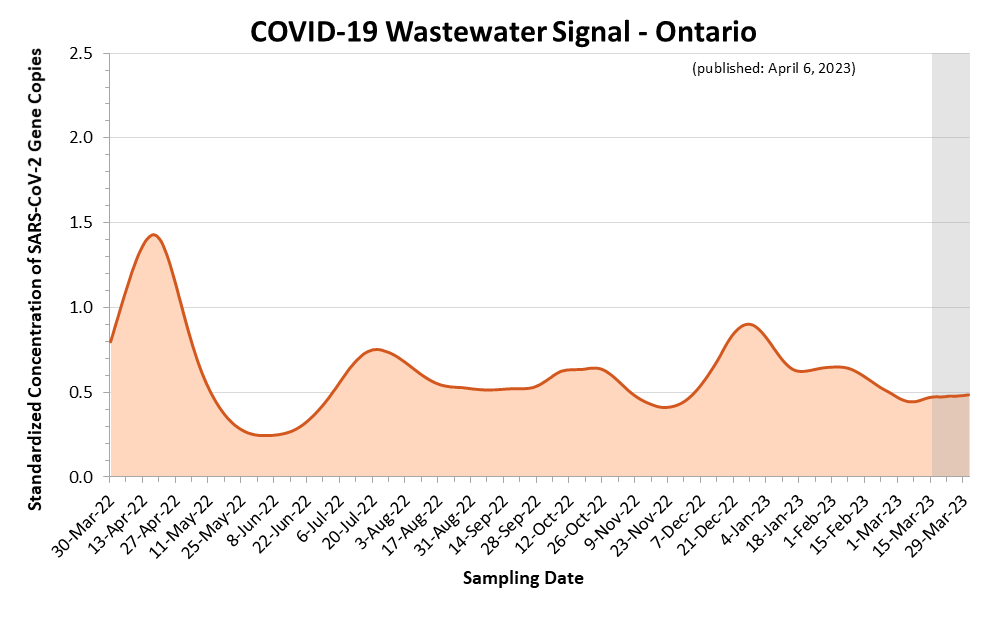 COVID-19 Wastewater Signal - Ontario
(published: April 6, 2023)
Standardized Concentration of SARS-CoV-2 Gene Copies
2.5
2.0
1.5
1.0
0.5
0.0
30-Mar-22
13-Apr-22
27-Apr-22
11-May-22
25-May-22
8-Jun-22
22-Jun-22
6-Jul-22
20-Jul-22
3-Aug-22
17-Aug-22
31-Aug-22
14-Sep-22
28-Sep-22
12-Oct-22
26-Oct-22
9-Nov-22
23-Nov-22
7-Dec-22
21-Dec-22
4-Jan-23
18-Jan-23
1-Feb-23
15-Feb-23
1-Mar-23
15-Mar-23
29-Mar-23
Sampling Date